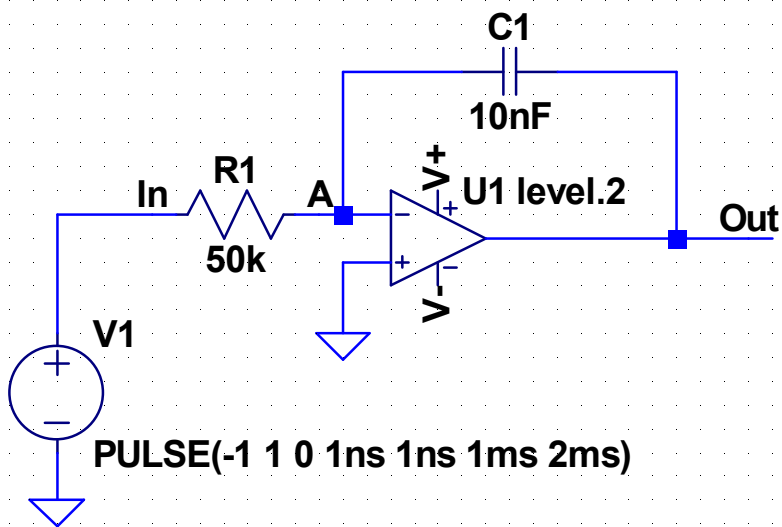 C1
10nF
V+
R1
U1 level.2
In
A
Out
50k
V-
V1
PULSE(-1 1 0 1ns 1ns 1ms 2ms)